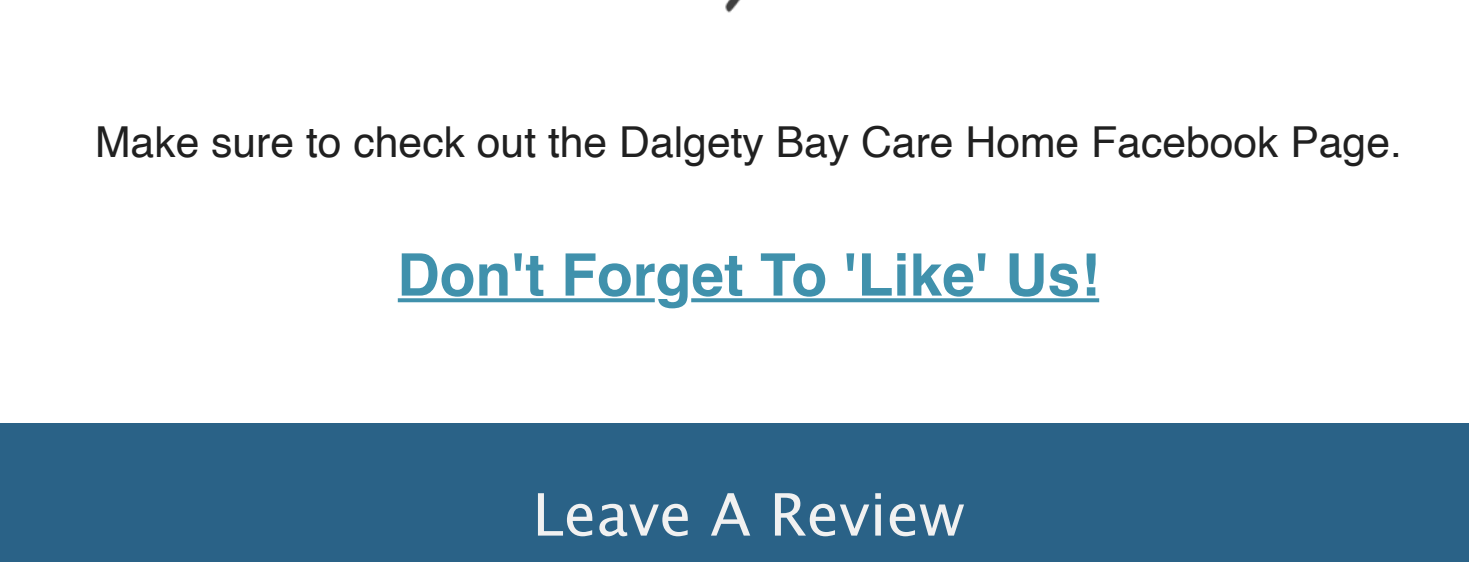 Make sure to check out the Dalgety Bay Care Home Facebook Page.
Don't Forget To 'Like' Us!
Leave A Review